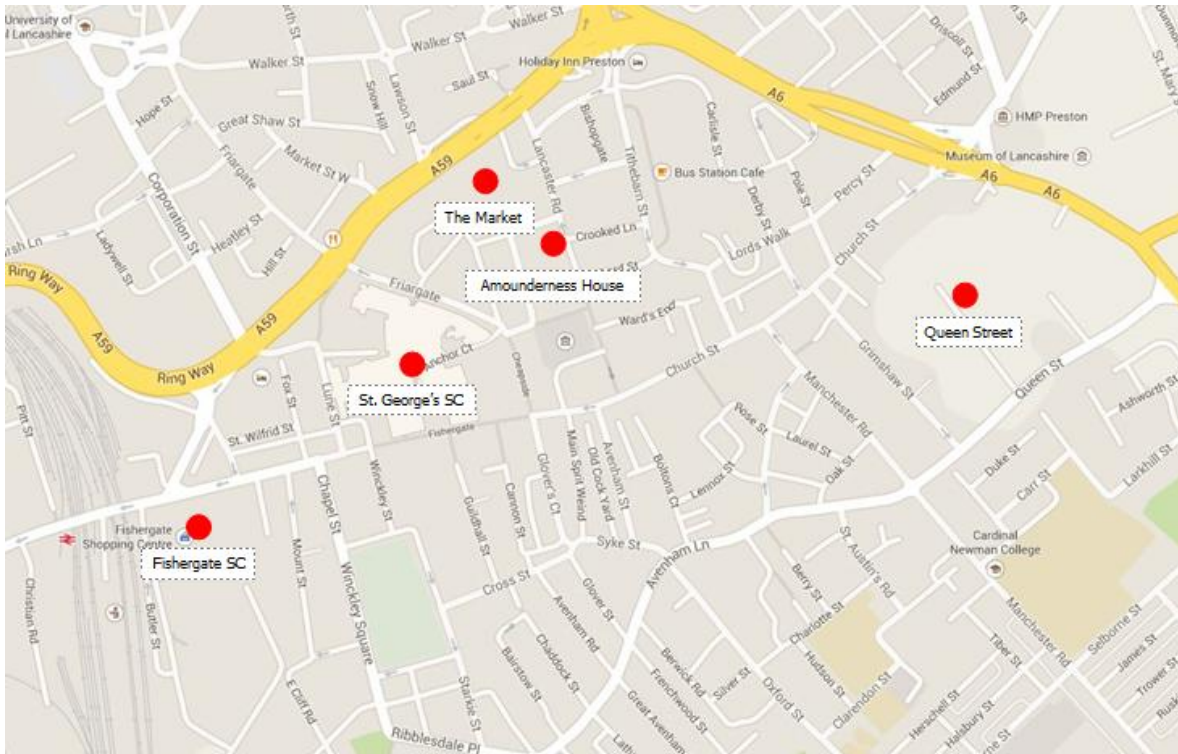 University of
l Lancashire
Walker St
Walker St
Walker St
Saul St
Holiday Inn Preston
Lawson St
Snow Hill
Hope St
Great Shaw St
Friargate
Market St W
Corporation St
A59
A6
Driscoll St
Edmund St
St. Mary's
HMP Preston
Museum of Lancashire
A6
A6
Bishopgate
Carlisle St
Tithebarn St
Lancaster Rd
Bus Station Cafe
Derby St
Pole St
Percy St
Church St
Lords Walk
The Market
Crooked Ln
Amounderness House
Ladywell St
Heatley St
Hill St
Ring Way
A59
A59
Ring Way
Friargate
Ward's End
Queen Street
Anchor Ct
Cheapside
Church St
Grimshaw St
Manchester Rd
Queen St
Ashworth St
St. George's SC
Fox St
Lune St
St. Wilfrid St
Fishergate
Pitt St
Winckley St
Chapel St
Guildhall St
Cannon St
Glover's Ct
Main Sprit Weind
Old Cock Yard
Avenham St
Boltons Ct
Rose St
Laurel St
Lennox St
Oak St
Duke St
Carr St
Larkhill St
Fishergate
Shopping Centre
Fishergate SC
Mount St
Butler St
Christian Rd
Winckley Square
Cross St
Syke St
Avenham Ln
St. Austin's Rd
Cardinal
Newman College
Manchester Rd
Selborne St
Glover St
Avenham Rd
Berry St
Charlotte St
Hudson St
Clarendon St
Chaddock St
Bairstow St
Starkie St
E Cliff Rd
Ribblesdale Pl
Berwick Rd
Frenchwood St
Silver St
Oxford St
Great Avenham
Herschell St
Halsbury St
Tiber St
James St
Trower St